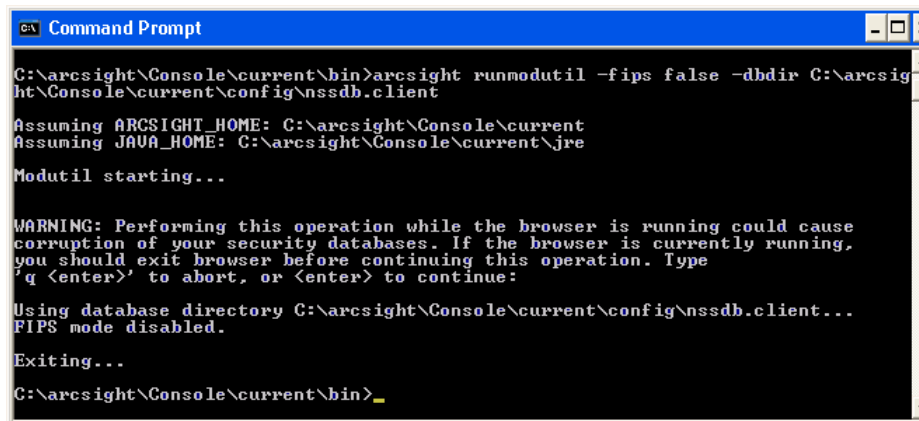 Command Prompt
C:\arcsight\Console\current\bin>arcsight runmodutil -fips false -dbdir C:\arcsig
ht\Console\current\config\nssdb.client
Assuming ARCSIGHT_HOME: C:\arcsight\Console\current
Assuming JAVA_HOME: C:\arcsight\Console\current\jre
Modutil starting...
WARNING: Performing this operation while the browser is running could cause
corruption of your security databases. If the browser is currently running,
you should exit browser before continuing this operation. Type
'q <enter>' to abort, or <enter> to continue:
Using database directory C:\arcsight\Console\current\config\nssdb.client...
FIPS mode disabled.
Exiting...
C:\arcsight\Console\current\bin>_